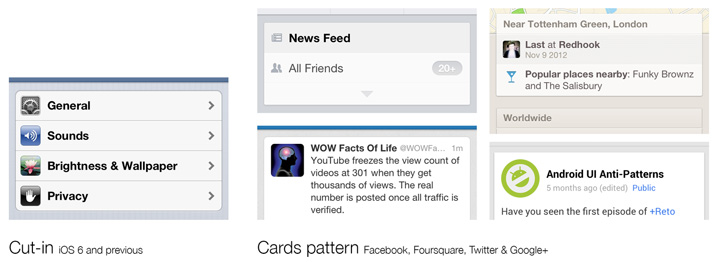 General
Sounds
Brightness & Wallpaper
Privacy
Cut-in iOS 6 and previous
News Feed
All Friends
20+
WOW Facts Of Life @WOWFa... 1m
YouTube freezes the view count of
videos at 301 when they get
thousands of views. The real
number is posted once all traffic is
verified.
Near Tottenham Green, London
Last at Redhook
Nov 9 2012
Popular places nearby: Funky Brownz
and The Salisbury
Worldwide
Android UI Anti-Patterns
5 months ago (edited) Public
Have you seen the first episode of +Reto
Cards pattern Facebook, Foursquare, Twitter & Google+